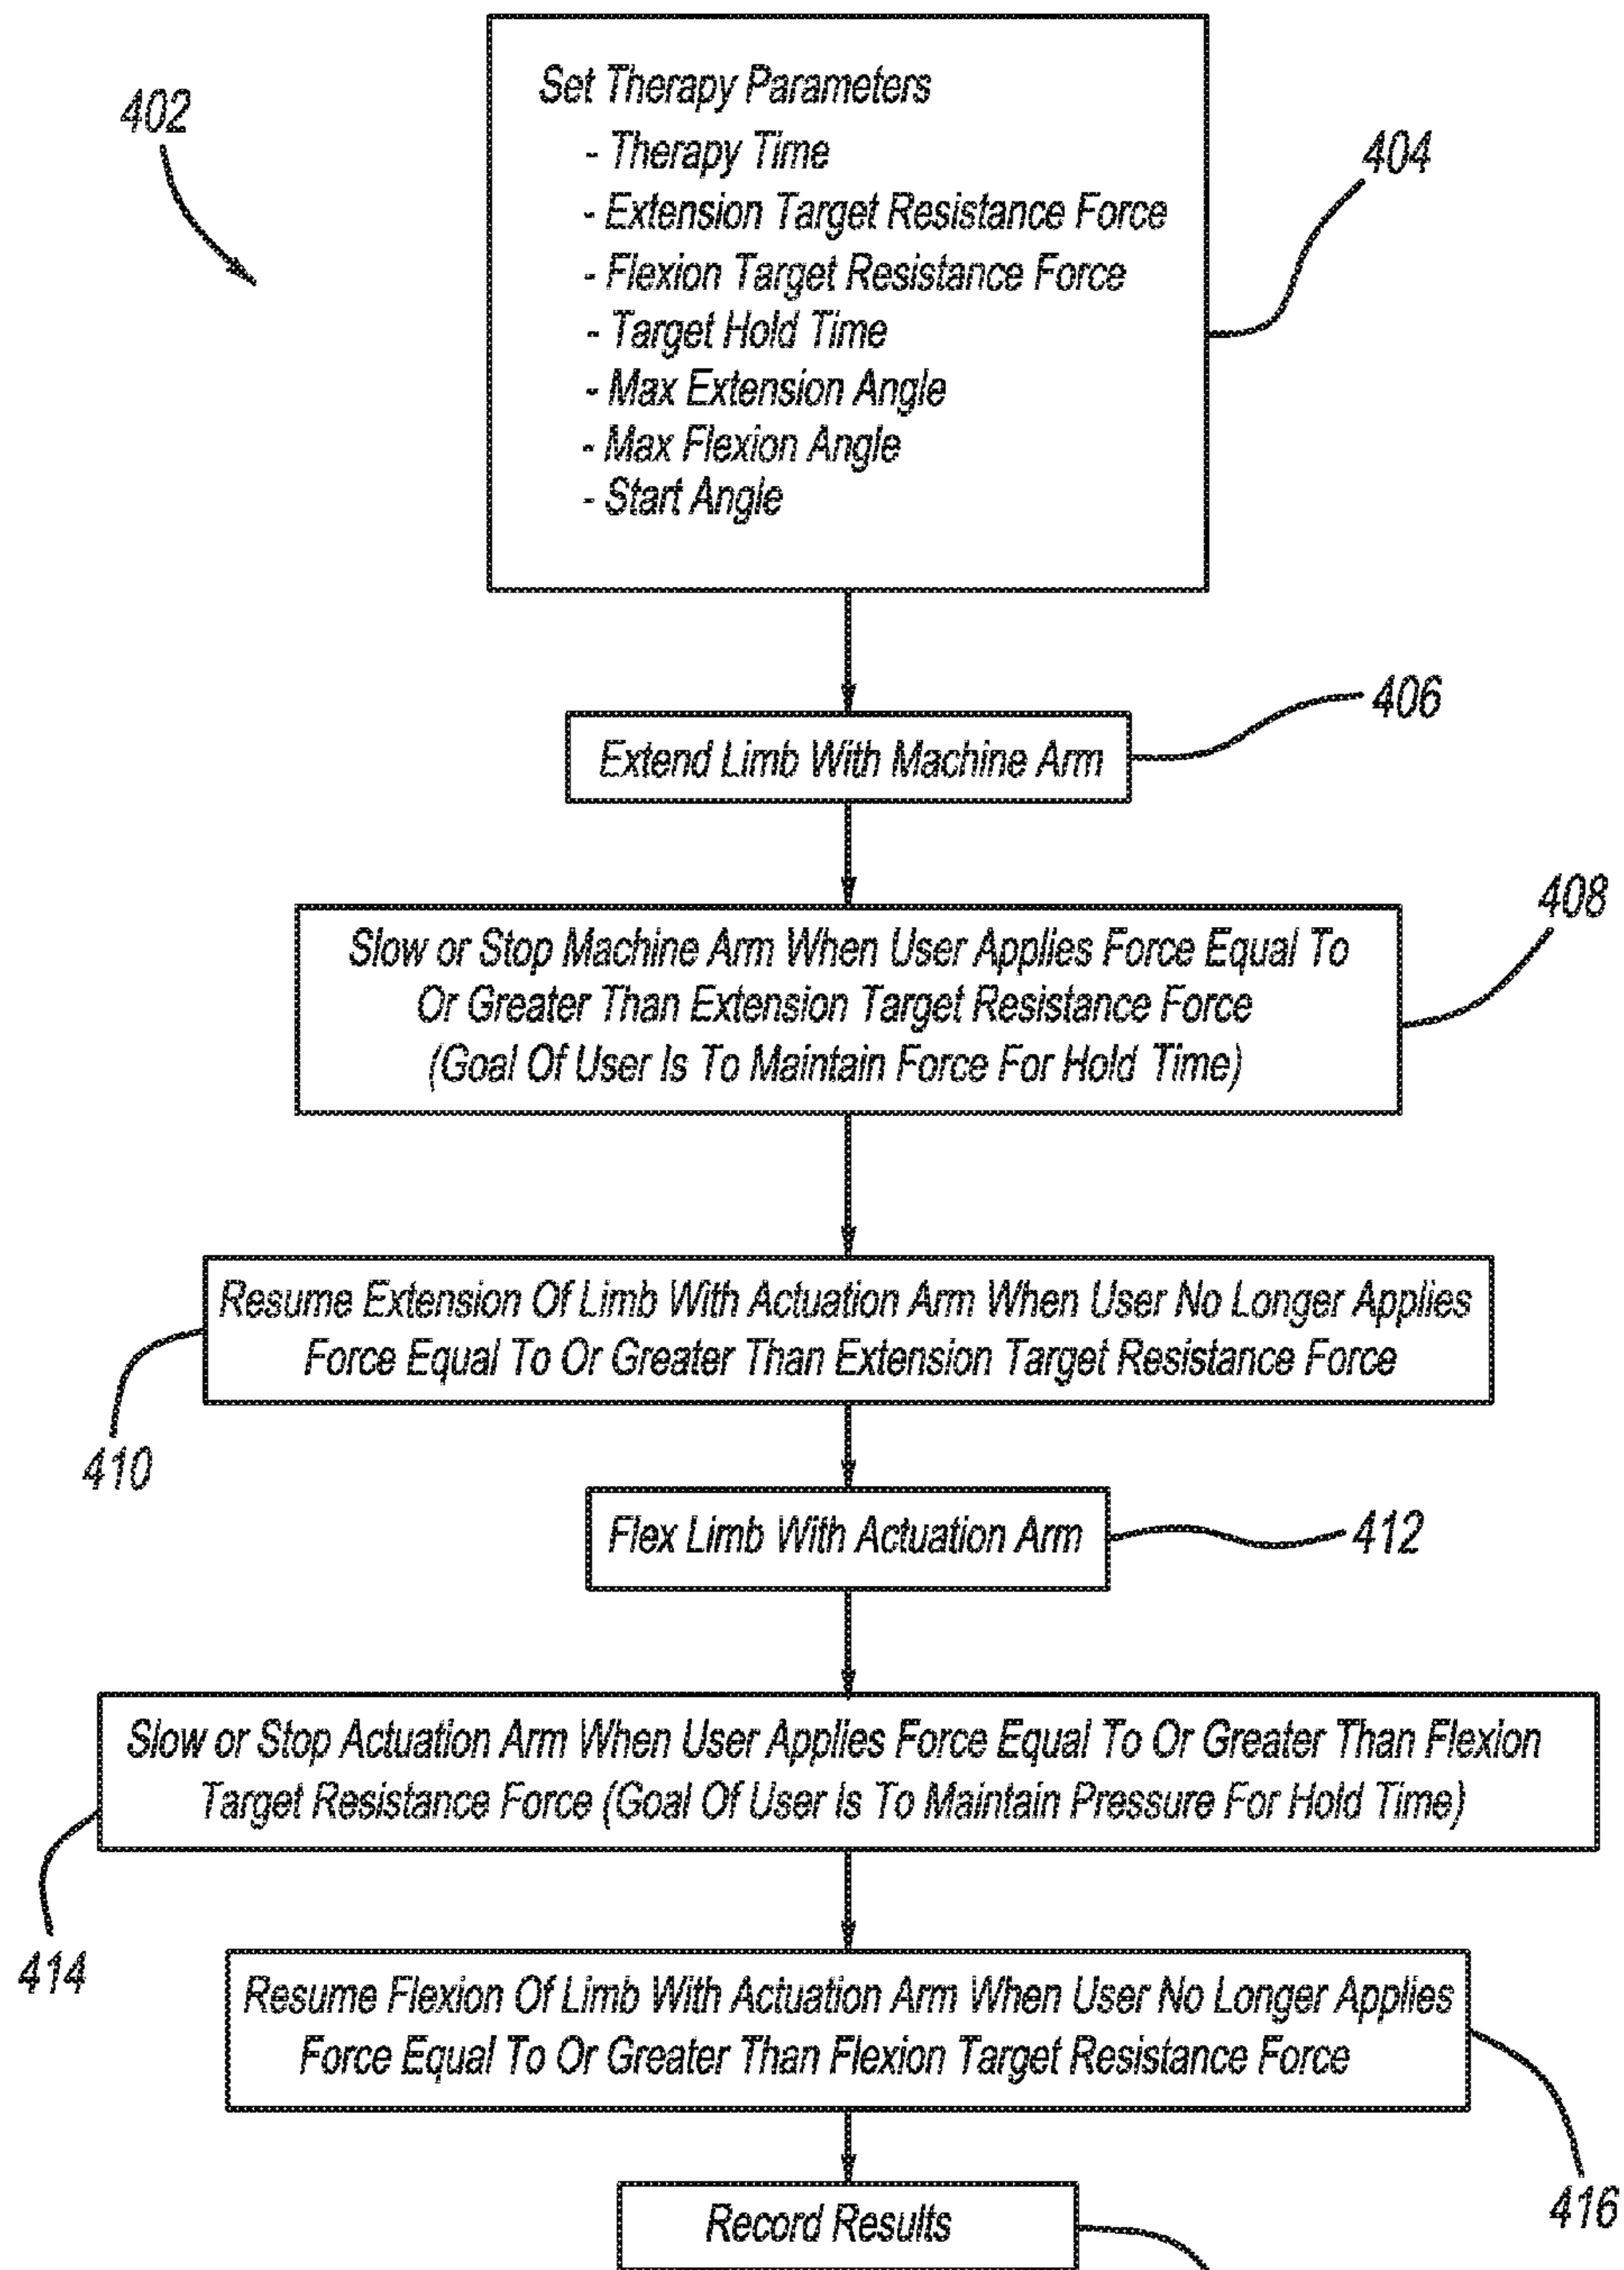 402
Set Therapy Parameters
- Therapy Time
- Extension Target Resistance Force
- Flexion Target Resistance Force
- Target Hold Time
- Max Extension Angle
- Max Flexion Angle
- Start Angle
404
Extend Limb With Machine Arm
406
Slow or Stop Machine Arm When User Applies Force Equal To
Or Greater Than Extension Target Resistance Force
(Goal Of User Is To Maintain Force For Hold Time)
408
Resume Extension Of Limb With Actuation Arm When User No Longer Applies
Force Equal To Or Greater Than Extension Target Resistance Force
410
Flex Limb With Actuation Arm
412
Slow or Stop Actuation Arm When User Applies Force Equal To Or Greater Than Flexion
Target Resistance Force (Goal Of User Is To Maintain Pressure For Hold Time)
414
Resume Flexion Of Limb With Actuation Arm When User No Longer Applies
Force Equal To Or Greater Than Flexion Target Resistance Force
416
Record Results